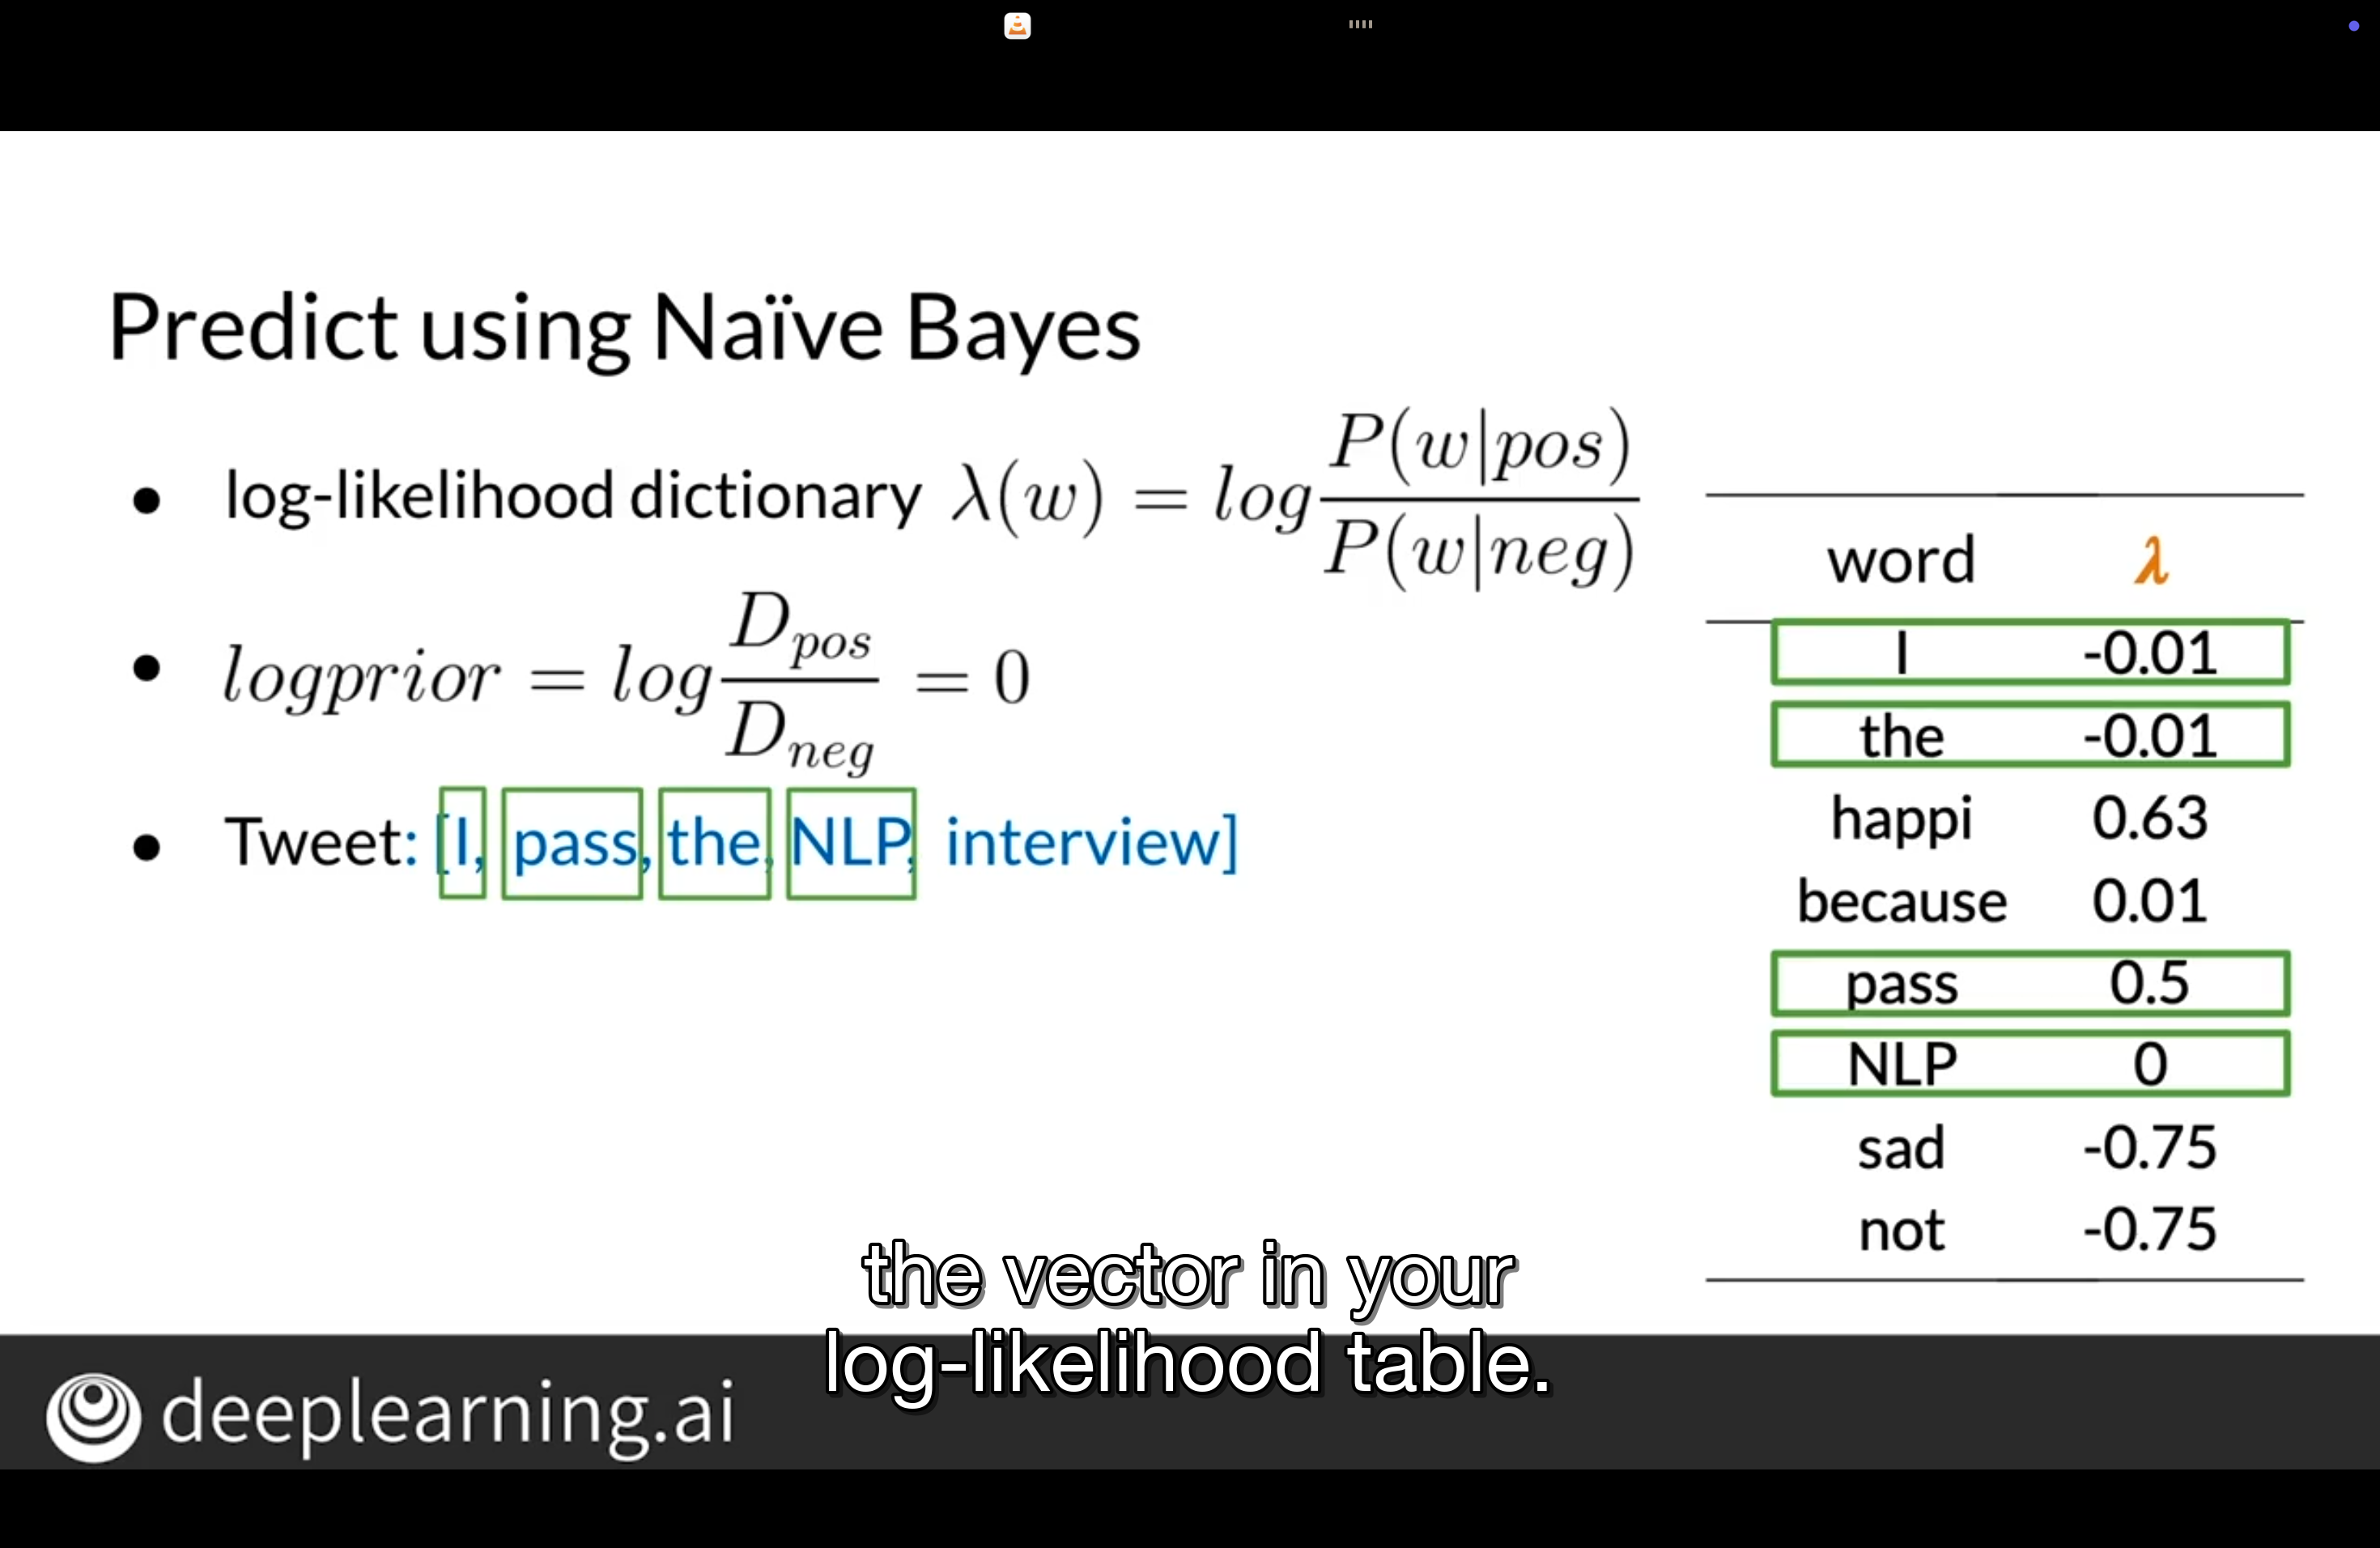 Predict using Naïve Bayes
● log-likelihood dictionary λ(w) = log P(w|pos) / P(w|neg)
● logprior = log D_pos / D_neg = 0
● Tweet: [I, pass, the, NLP, interview]
word λ
I -0.01
the -0.01
happi 0.63
because 0.01
pass 0.5
NLP 0
sad -0.75
not -0.75
the vector in your
log-likelihood table.
deeplearning.ai